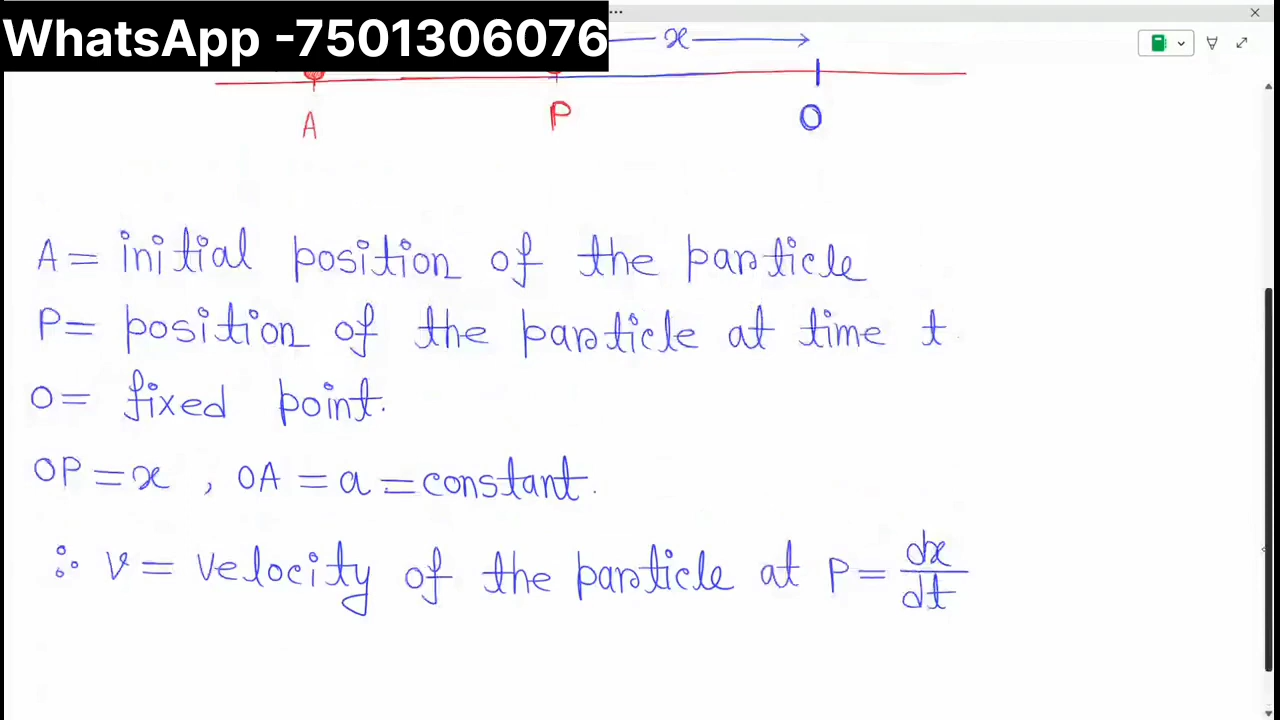 WhatsApp -7501306076
x
A P O
A = initial position of the particle
P = position of the particle at time t
O = fixed point.
OP = x , OA = a = constant.
∴ v = velocity of the particle at P = dx/dt